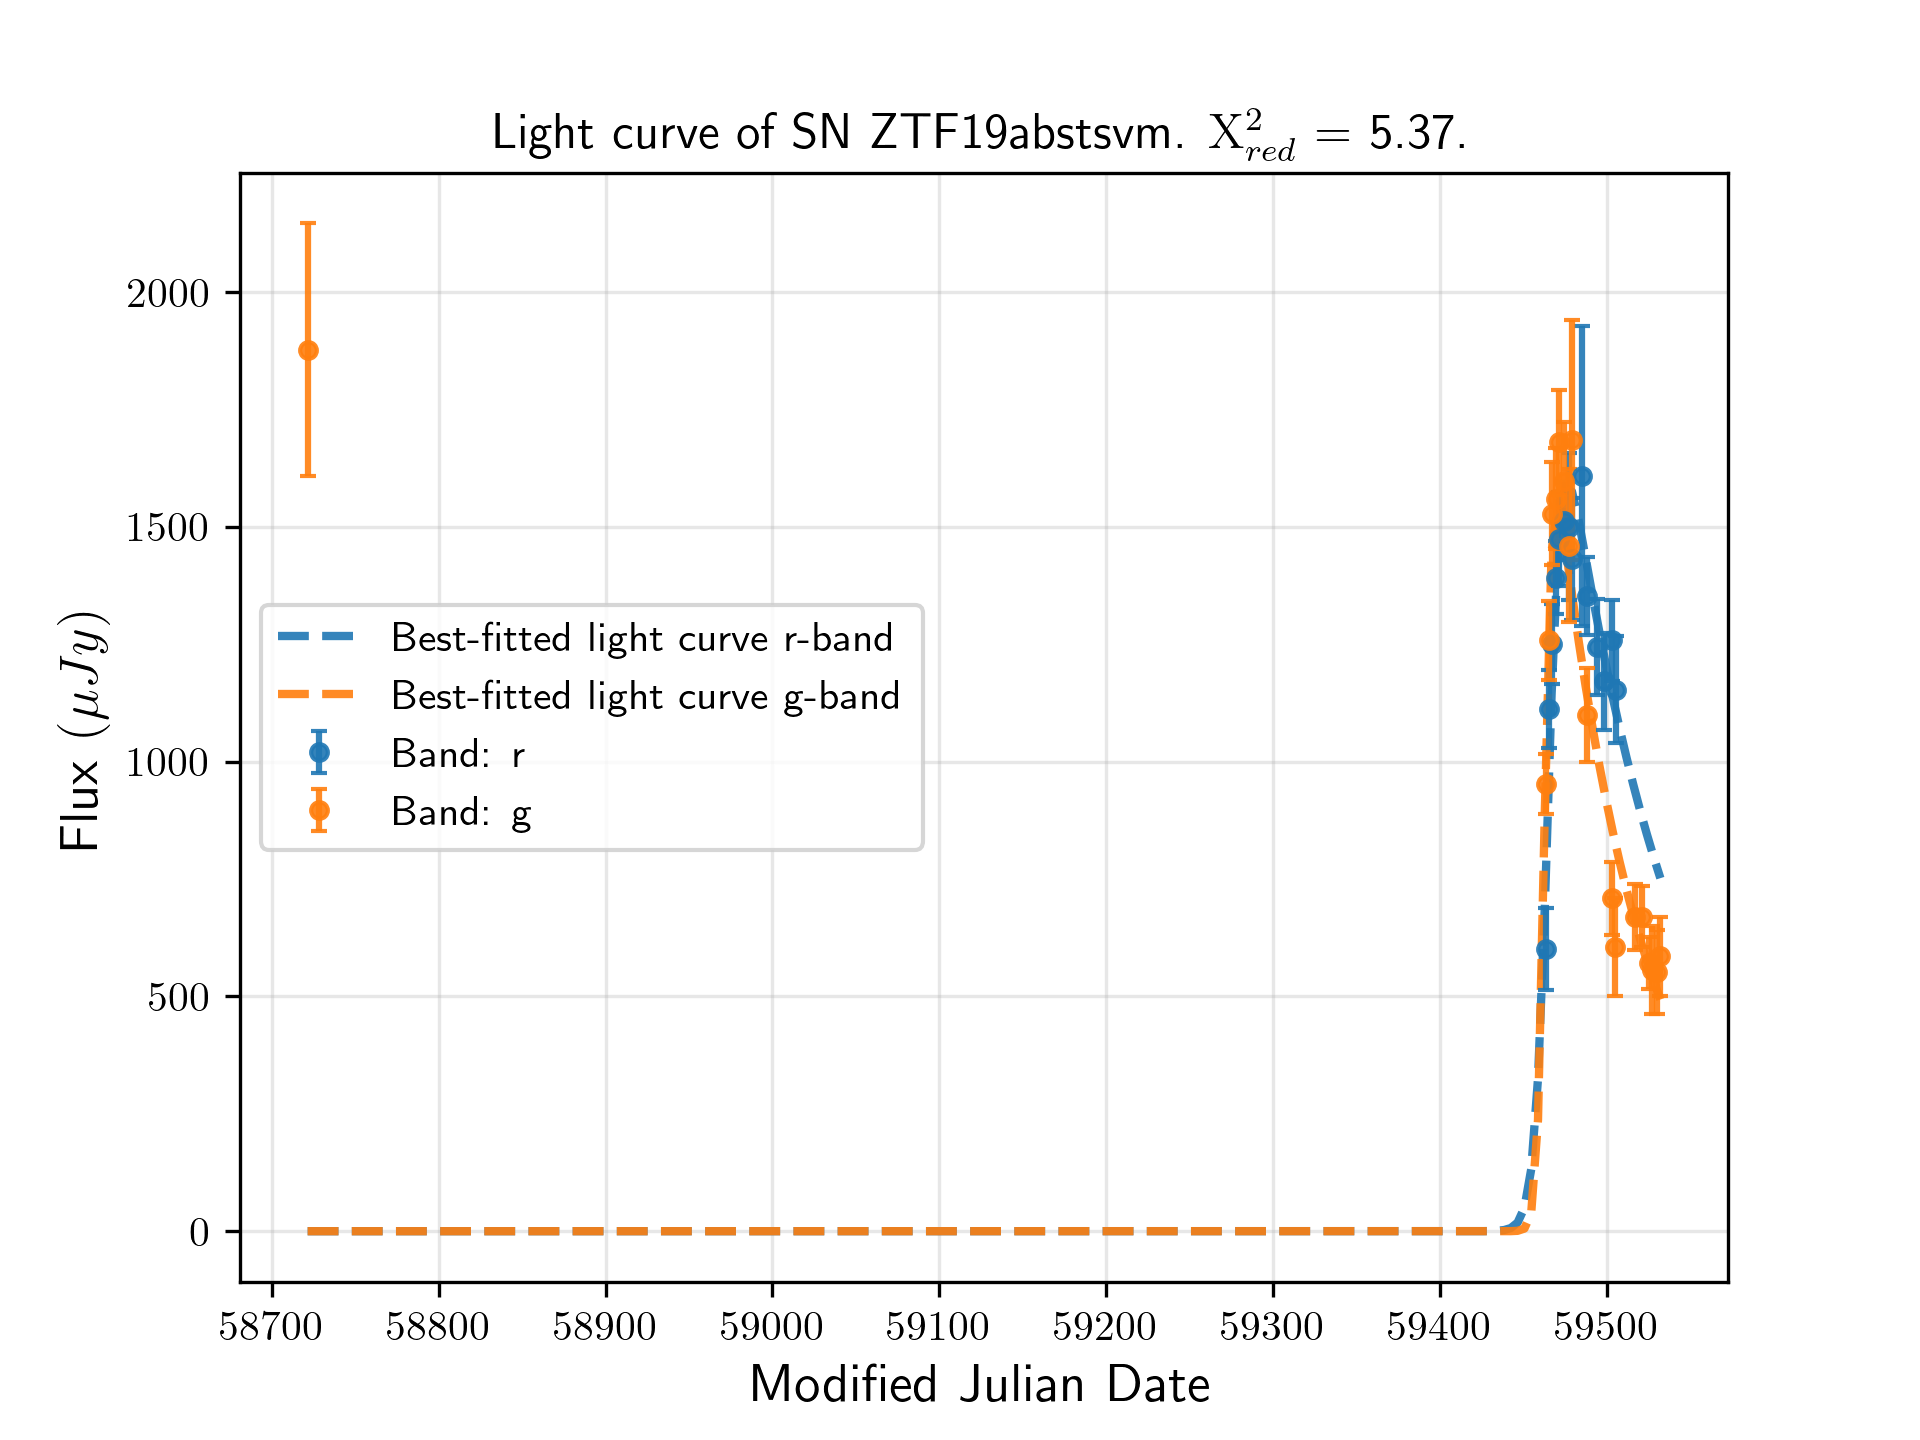 Light curve of SN ZTF19abstsvm. X²_red = 5.37.
Flux (μJy)
2000
1500
1000
500
0
Best-fitted light curve r-band
Best-fitted light curve g-band
Band: r
Band: g
58700 58800 58900 59000 59100 59200 59300 59400 59500
Modified Julian Date